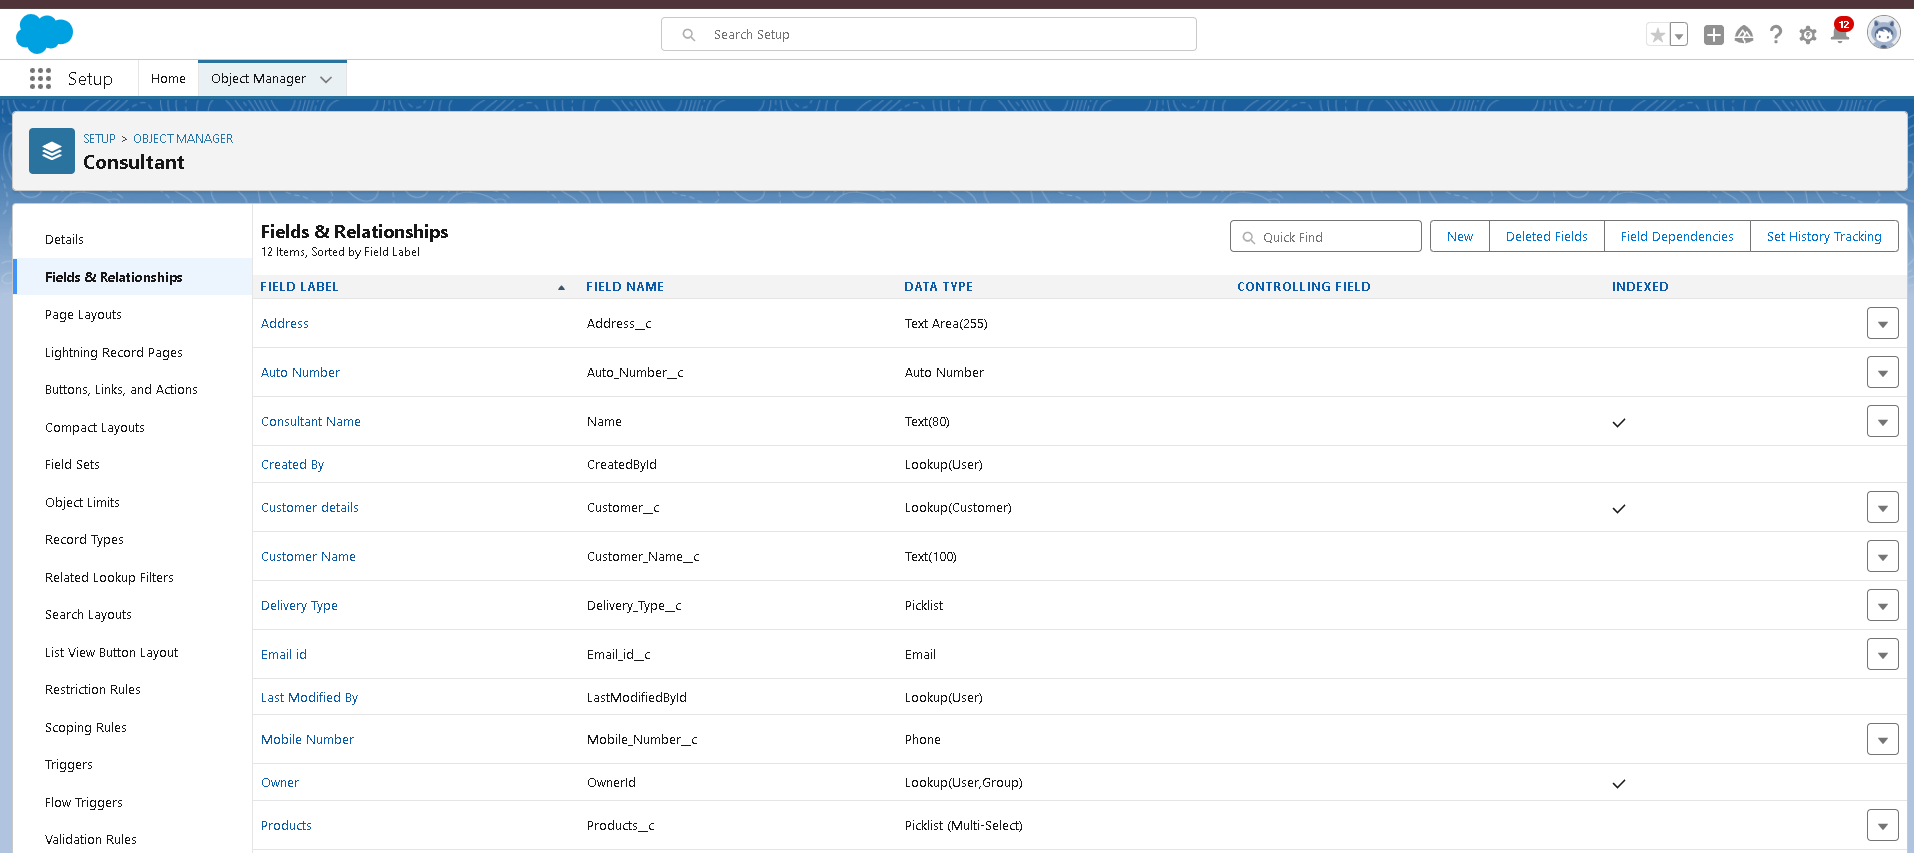 Search Setup
12
Setup
Home
Object Manager
SETUP > OBJECT MANAGER
Consultant
Details
Fields & Relationships
Page Layouts
Lightning Record Pages
Buttons, Links, and Actions
Compact Layouts
Field Sets
Object Limits
Record Types
Related Lookup Filters
Search Layouts
List View Button Layout
Restriction Rules
Scoping Rules
Triggers
Flow Triggers
Validation Rules
Fields & Relationships
12 Items, Sorted by Field Label
Quick Find
New
Deleted Fields
Field Dependencies
Set History Tracking
FIELD LABEL FIELD NAME DATA TYPE CONTROLLING FIELD INDEXED
Address Address__c Text Area(255)
Auto Number Auto_Number__c Auto Number
Consultant Name Name Text(80)
Created By CreatedById Lookup(User)
Customer details Customer__c Lookup(Customer)
Customer Name Customer_Name__c Text(100)
Delivery Type Delivery_Type__c Picklist
Email id Email_id__c Email
Last Modified By LastModifiedById Lookup(User)
Mobile Number Mobile_Number__c Phone
Owner OwnerId Lookup(User,Group)
Products Products__c Picklist (Multi-Select)